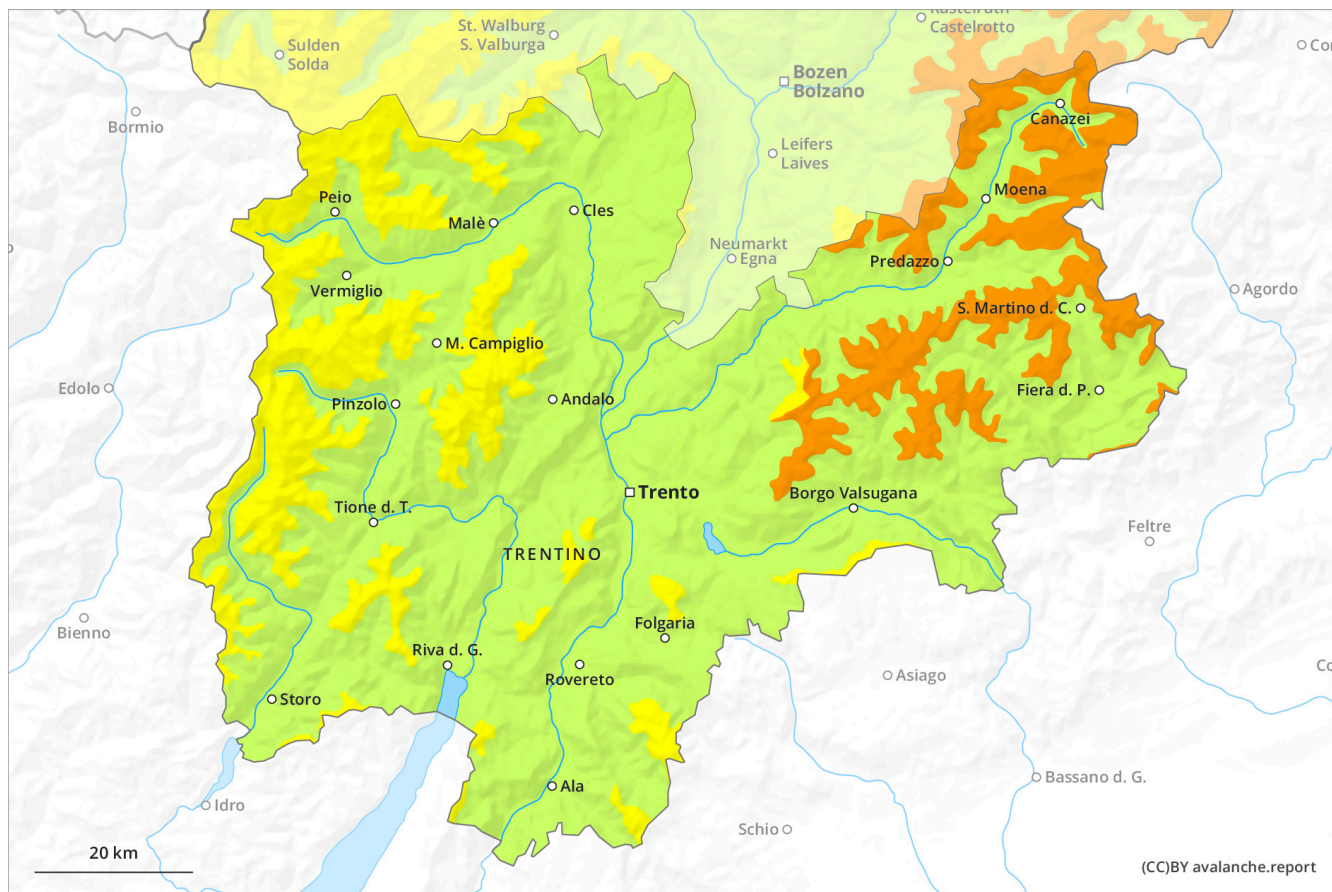 Kastelruth
Castelrotto
St. Walburg
S. Valburga
Sulden
Solda
Bozen
Bolzano
Bormio
Canazei
Leifers
Laives
Peio
Malè
Cles
Moena
Neumarkt
Egna
Predazzo
Vermiglio
Agordo
S. Martino d. C.
M. Campiglio
Edolo
Pinzolo
Andalo
Fiera d. P.
Trento
Borgo Valsugana
Tione d. T.
Feltre
TRENTINO
Bienno
Folgaria
Riva d. G.
Rovereto
Asiago
Storo
Bassano d. G.
Ala
Idro
Schio
20 km
(CC)BY avalanche.report